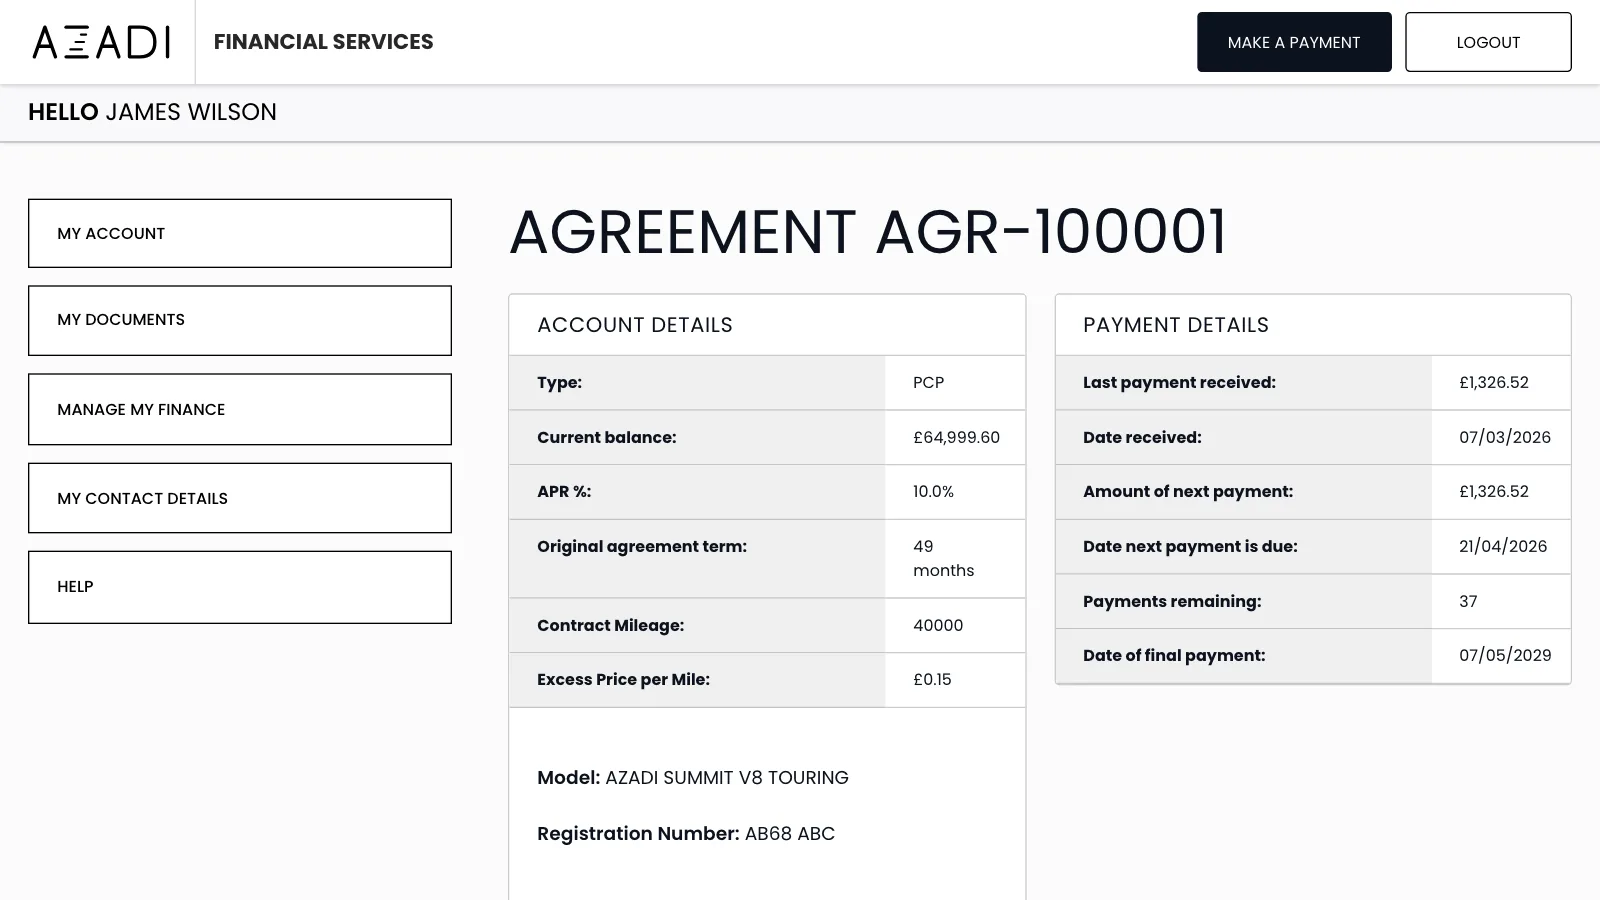 AZADI
FINANCIAL SERVICES
MAKE A PAYMENT
LOGOUT
HELLO JAMES WILSON
MY ACCOUNT
MY DOCUMENTS
MANAGE MY FINANCE
MY CONTACT DETAILS
HELP
AGREEMENT AGR-100001
ACCOUNT DETAILS
Type: PCP
Current balance: £64,999.60
APR %: 10.0%
Original agreement term: 49
months
Contract Mileage: 40000
Excess Price per Mile: £0.15
Model: AZADI SUMMIT V8 TOURING
Registration Number: AB68 ABC
PAYMENT DETAILS
Last payment received: £1,326.52
Date received: 07/03/2026
Amount of next payment: £1,326.52
Date next payment is due: 21/04/2026
Payments remaining: 37
Date of final payment: 07/05/2029